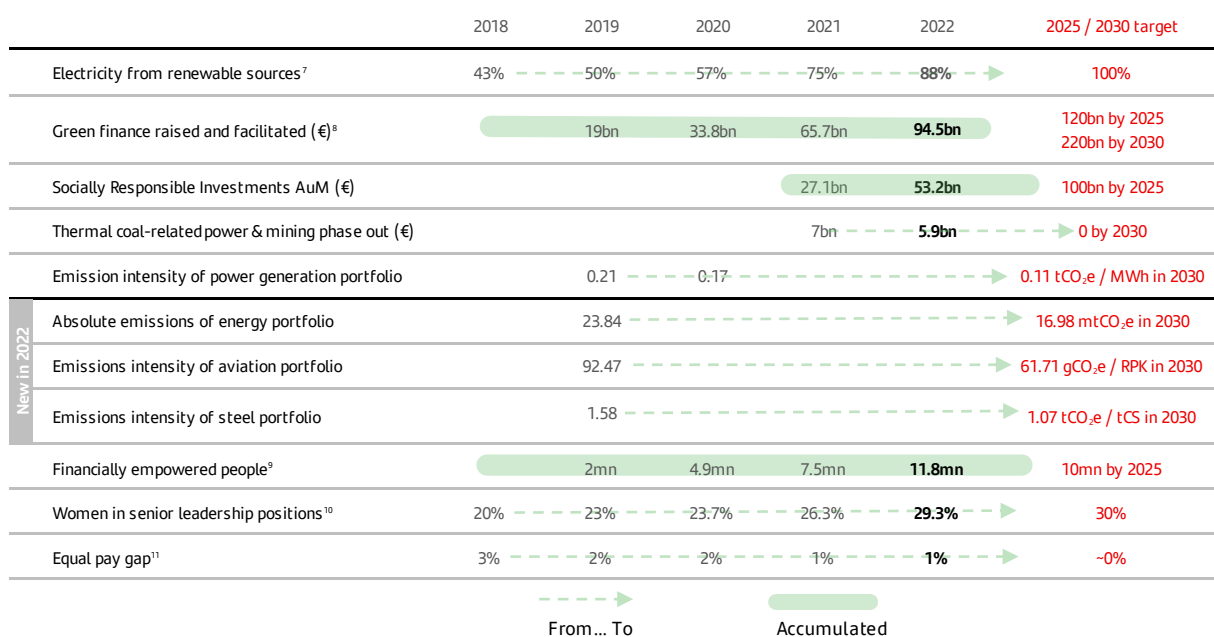 2018 2019 2020 2021 2022 2025 / 2030 target
Electricity from renewable sources⁷ 43% 50% 57% 75% 88% 100%
Green finance raised and facilitated (€)⁸ 19bn 33.8bn 65.7bn 94.5bn 120bn by 2025
220bn by 2030
Socially Responsible Investments AuM (€) 27.1bn 53.2bn 100bn by 2025
Thermal coal-related power & mining phase out (€) 7bn 5.9bn 0 by 2030
Emission intensity of power generation portfolio 0.21 0.17 0.11 tCO₂e / MWh in 2030
New in 2022
Absolute emissions of energy portfolio 23.84 16.98 mtCO₂e in 2030
Emissions intensity of aviation portfolio 92.47 61.71 gCO₂e / RPK in 2030
Emissions intensity of steel portfolio 1.58 1.07 tCO₂e / tCS in 2030
Financially empowered people⁹ 2mn 4.9mn 7.5mn 11.8mn 10mn by 2025
Women in senior leadership positions¹⁰ 20% 23% 23.7% 26.3% 29.3% 30%
Equal pay gap¹¹ 3% 2% 2% 1% 1% ~0%
From... To Accumulated